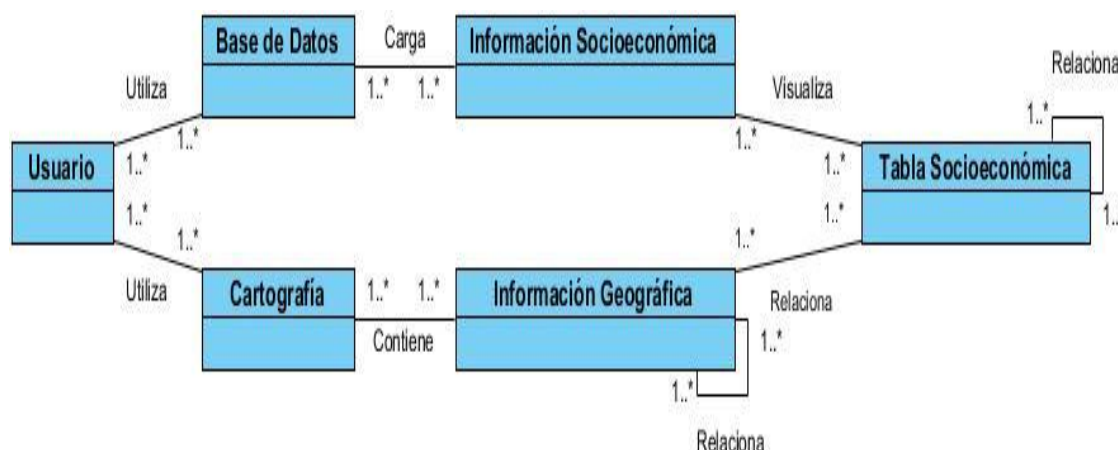 Base de Datos
Carga
Información Socioeconómica
1..*
1..*
Utiliza
1..*
1..*
Visualiza
1..*
1..*
Relaciona
1..*
1..
Usuario
Tabla Socioeconómica
1..*
1..*
Utiliza
Cartografía
1..*
1..*
Contiene
Información Geográfica
1..*
1..*
Relaciona
1..*
1..*
Relaciona